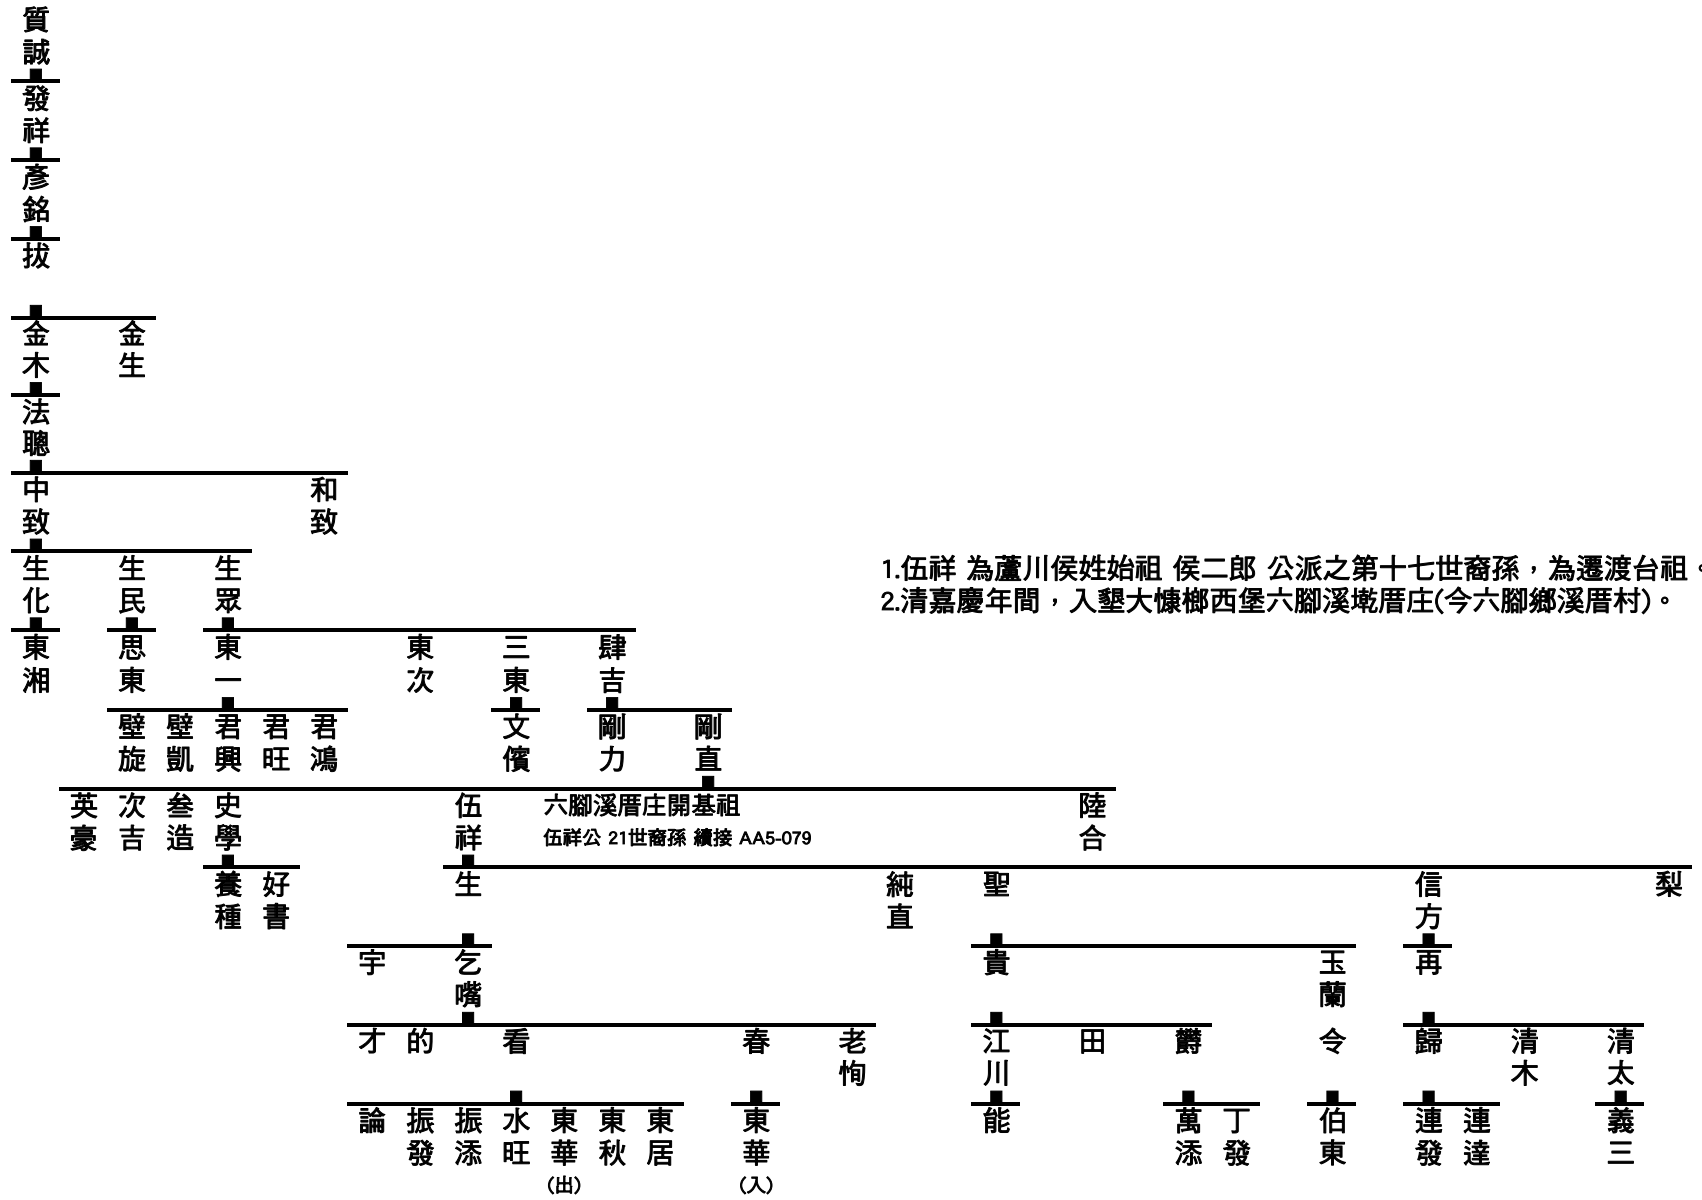 質誠
發祥
彥銘
拔
金木 金生
法聰
中致 和致
生化 生民 生眾
1.伍祥 為蘆川侯姓始祖 侯二郎 公派之第十七世裔孫，為遷渡台祖。
2.清嘉慶年間，入墾大慷榔西堡六腳溪墘厝庄(今六腳鄉溪厝村)。
東湘 思東 東一 東次 三東 肆吉
壁旋 壁凱 君興 君旺 君鴻 文儐 剛力 剛直
英豪 次吉 叁造 史學 伍祥 陸合
六腳溪厝庄開基祖
伍祥公 21世裔孫 續接 AA5-079
養種 好書 生 純直 聖 信方 梨
宇 乞嘴 貴 玉蘭 再
才 的 看 春 老恂 江川 田 欝 令 歸 清木 清太
論 振發 振添 水旺 東華(出) 東秋 東居 東華(入) 能 萬添 丁發 伯東 連發 連達 義三